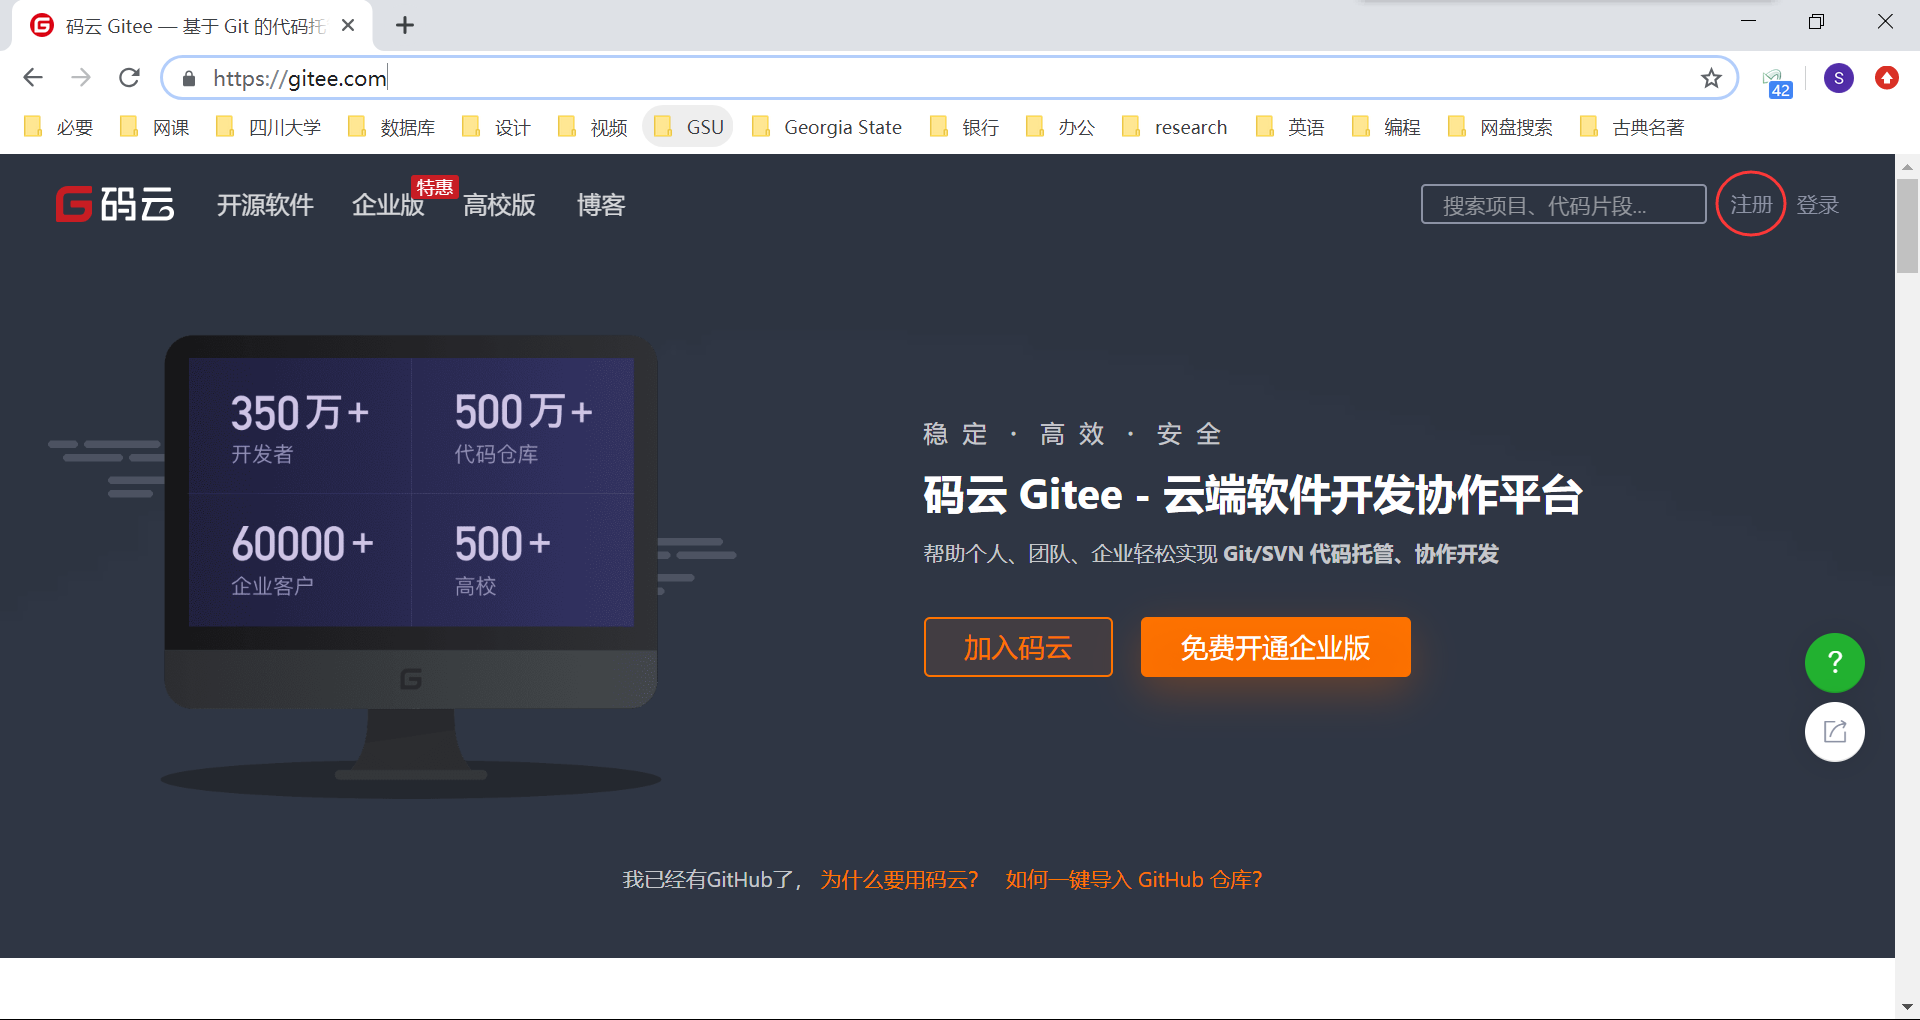 码云 Gitee — 基于 Git 的代码托
https://gitee.com
42
S
必要 网课 四川大学 数据库 设计 视频 GSU Georgia State 银行 办公 research 英语 编程 网盘搜索 古典名著
G 码云 开源软件 企业版 特惠 高校版 博客 搜索项目、代码片段... 注册 登录
350万+ 500万+
开发者 代码仓库
60000+ 500+
企业客户 高校
G
稳定 · 高效 · 安全
码云 Gitee - 云端软件开发协作平台
帮助个人、团队、企业轻松实现 Git/SVN 代码托管、协作开发
加入码云 免费开通企业版
?
我已经有GitHub了， 为什么要用码云? 如何一键导入 GitHub 仓库?